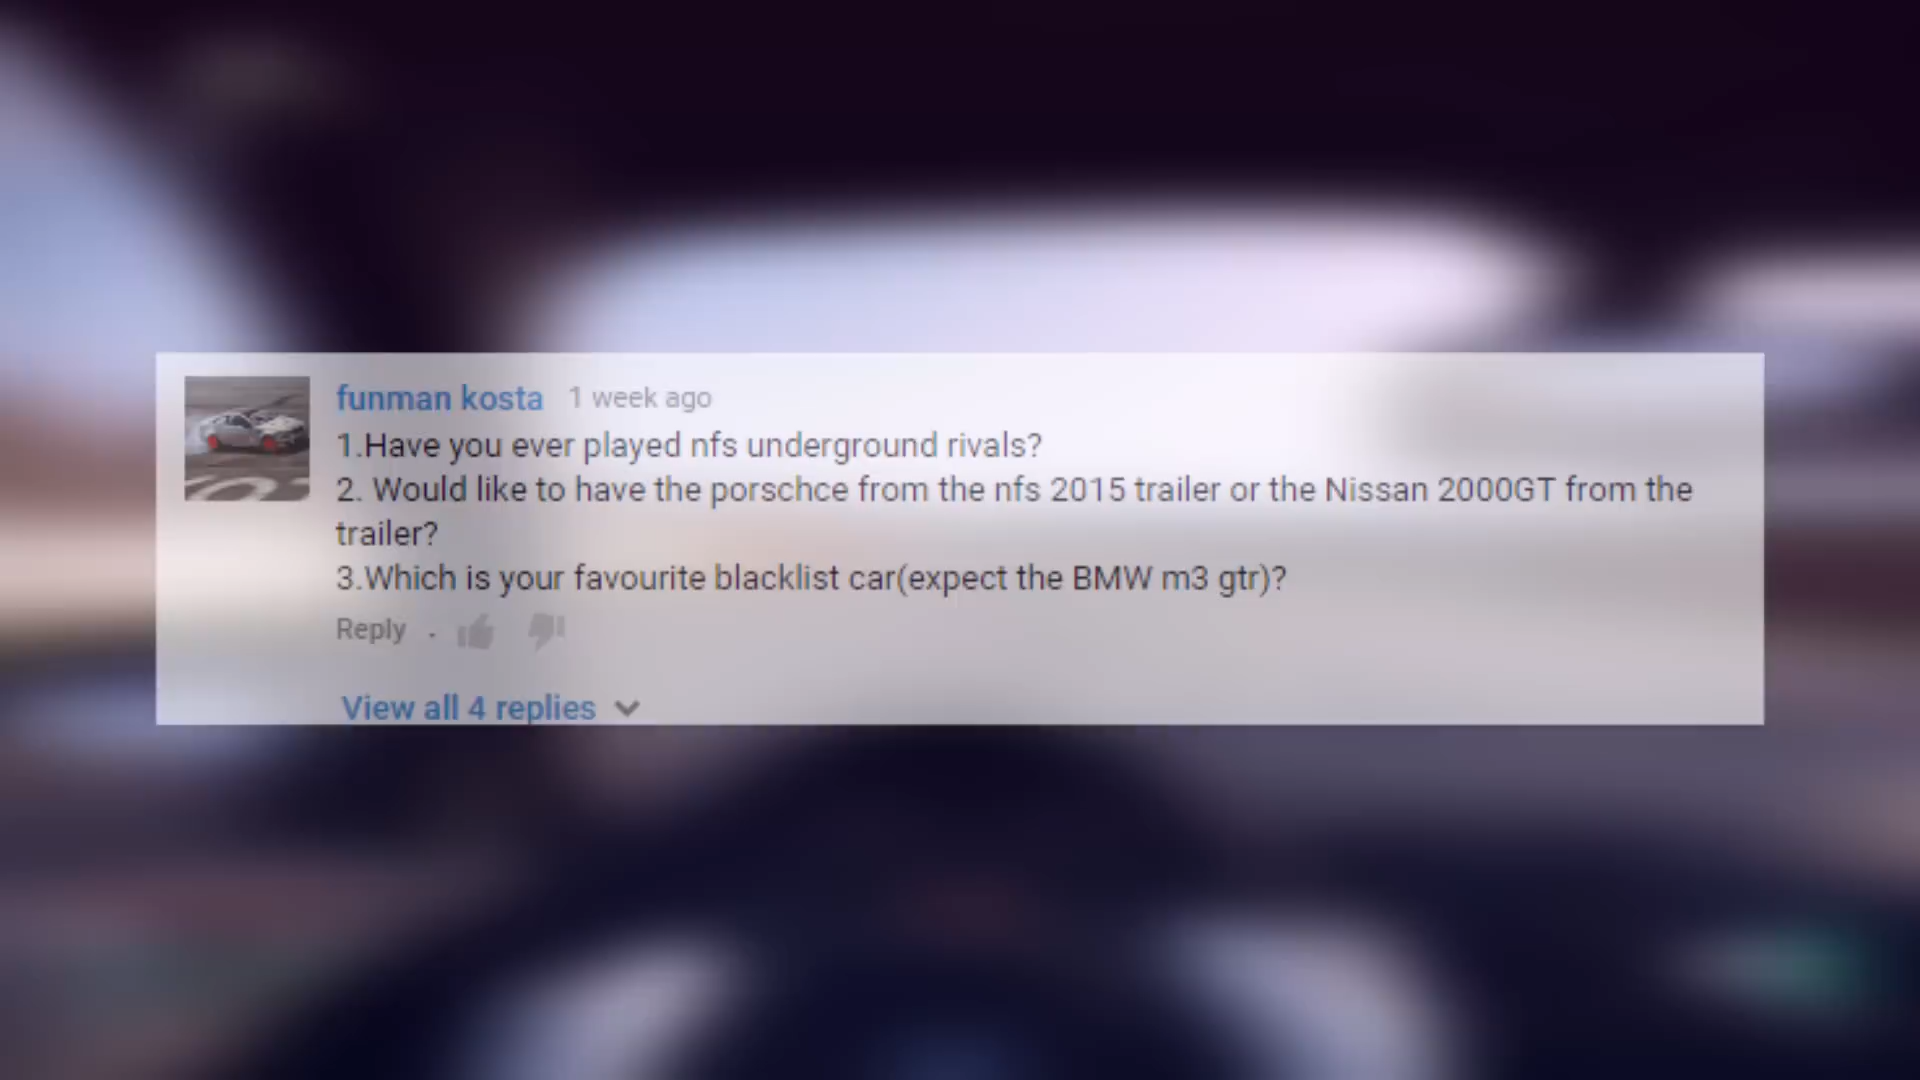 funman kosta 1 week ago
1.Have you ever played nfs underground rivals?
2. Would like to have the porschce from the nfs 2015 trailer or the Nissan 2000GT from the
trailer?
3.Which is your favourite blacklist car(expect the BMW m3 gtr)?
Reply .
View all 4 replies